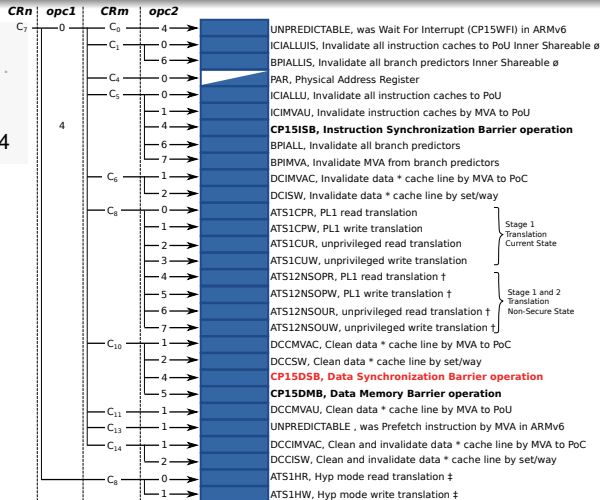 CRn opc1 CRm opc2
C7 0 C0 4 UNPREDICTABLE, was Wait For Interrupt (CP15WFI) in ARMv6
C1 0 ICIALLUIS, Invalidate all instruction caches to PoU Inner Shareable ø
6 BPIALLIS, Invalidate all branch predictors Inner Shareable ø
C4 0 PAR, Physical Address Register
C5 0 ICIALLU, Invalidate all instruction caches to PoU
1 ICIMVAU, Invalidate instruction caches by MVA to PoU
4 4 CP15ISB, Instruction Synchronization Barrier operation
4
6 BPIALL, Invalidate all branch predictors
7 BPIMVA, Invalidate MVA from branch predictors
C6 1 DCIMVAC, Invalidate data * cache line by MVA to PoC
2 DCISW, Invalidate data * cache line by set/way
C8 0 ATS1CPR, PL1 read translation
1 ATS1CPW, PL1 write translation
2 ATS1CUR, unprivileged read translation
3 ATS1CUW, unprivileged write translation
Stage 1
Translation
Current State
4 ATS12NSOPR, PL1 read translation †
5 ATS12NSOPW, PL1 write translation †
6 ATS12NSOUR, unprivileged read translation †
7 ATS12NSOUW, unprivileged write translation †
Stage 1 and 2
Translation
Non-Secure State
C10 1 DCCMVAC, Clean data * cache line by MVA to PoC
2 DCCSW, Clean data * cache line by set/way
4 CP15DSB, Data Synchronization Barrier operation
5 CP15DMB, Data Memory Barrier operation
C11 1 DCCMVAU, Clean data * cache line by MVA to PoU
C13 1 UNPREDICTABLE , was Prefetch instruction by MVA in ARMv6
C14 1 DCCIMVAC, Clean and invalidate data * cache line by MVA to PoC
2 DCCISW, Clean and invalidate data * cache line by set/way
C8 0 ATS1HR, Hyp mode read translation ‡
1 ATS1HW, Hyp mode write translation ‡